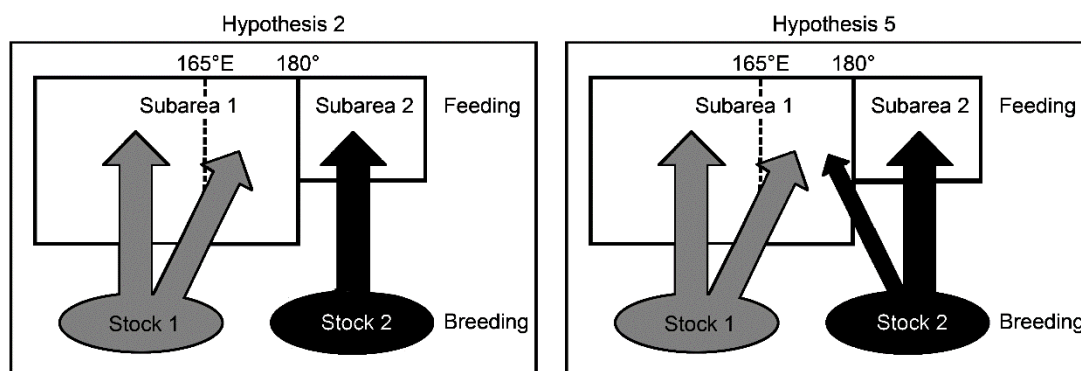 Hypothesis 2
165°E 180°
Subarea 1 Subarea 2 Feeding
Stock 1 Stock 2 Breeding
Hypothesis 5
165°E 180°
Subarea 1 Subarea 2 Feeding
Stock 1 Stock 2 Breeding